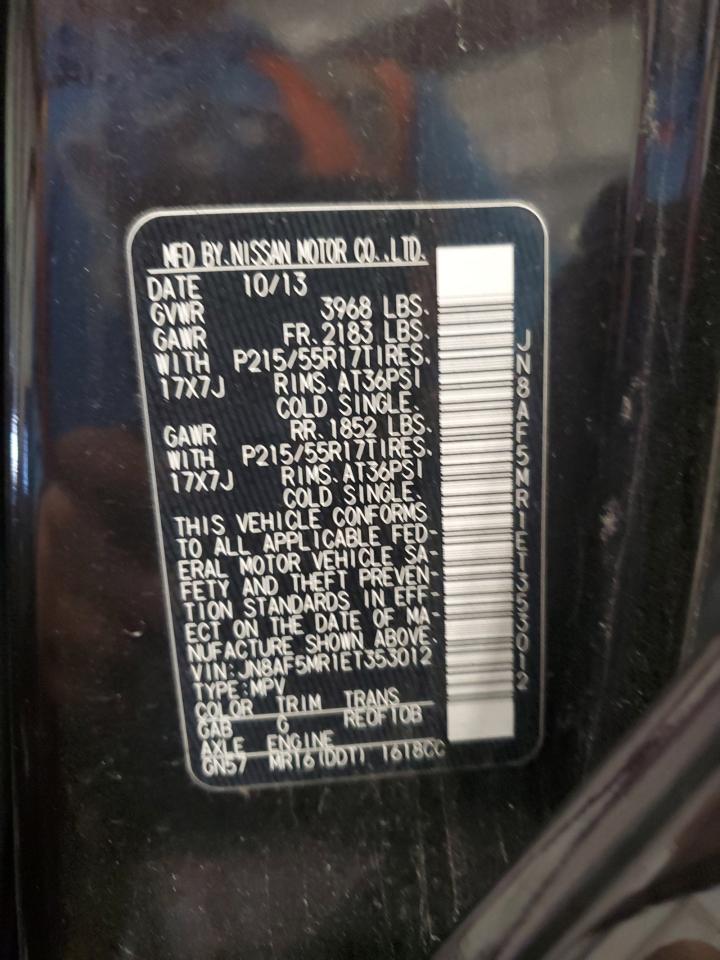 MFD BY.NISSAN MOTOR CO.,LTD.
DATE 10/13
GVWR 3968 LBS.
GAWR FR.2183 LBS.
WITH P215/55R17TIRES.
17X7J RIMS.AT36PSI
COLD SINGLE.
GAWR RR.1852 LBS.
WITH P215/55R17TIRES.
17X7J RIMS.AT36PSI
COLD SINGLE.
THIS VEHICLE CONFORMS
TO ALL APPLICABLE FED-
ERAL MOTOR VEHICLE SA-
FETY AND THEFT PREVEN-
TION STANDARDS IN EFF-
ECT ON THE DATE OF MA-
NUFACTURE SHOWN ABOVE.
VIN:JN8AF5MR1ET353012
TYPE:MPV
COLOR TRIM TRANS
GAB G RE0F10B
AXLE ENGINE
GN57 MR16(DDT) 1618CC
JN8AF5MR1ET353012